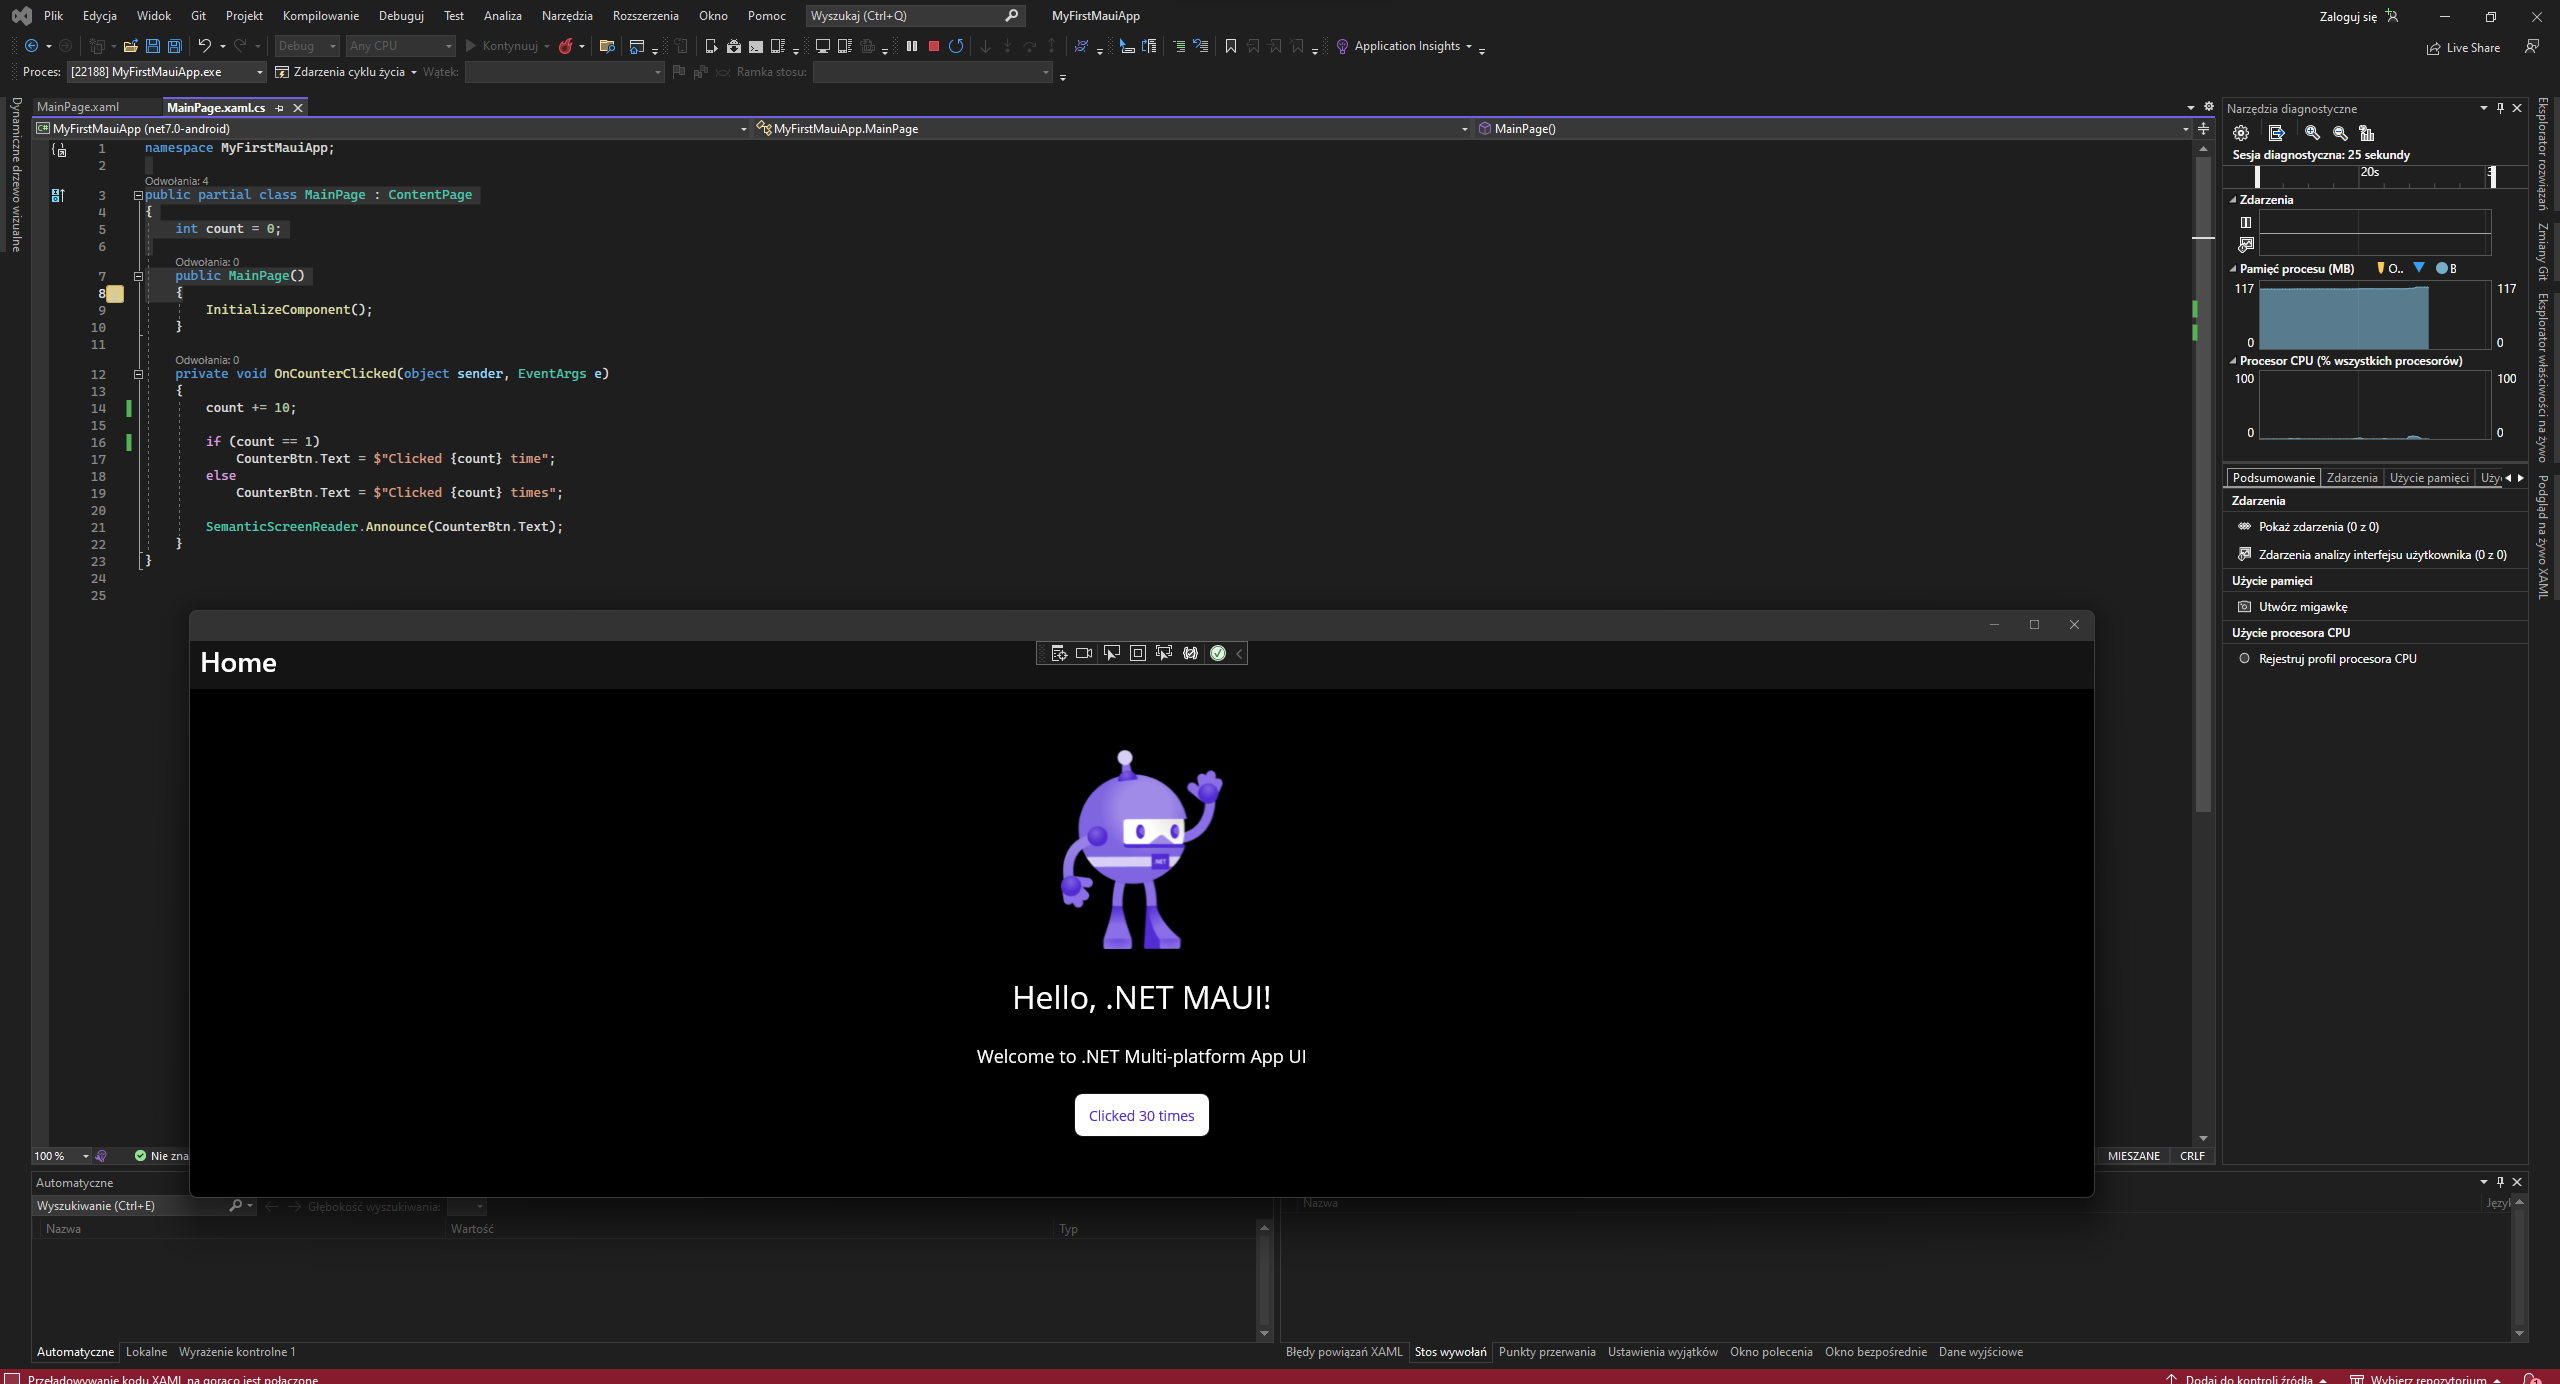 Plik Edycja Widok Git Projekt Kompilowanie Debuguj Test Analiza Narzędzia Rozszerzenia Okno Pomoc Wyszukaj (Ctrl+Q) MyFirstMauiApp Zaloguj się
Debug Any CPU Kontynuuj Application Insights Live Share
Proces: [22188] MyFirstMauiApp.exe Zdarzenia cyklu życia Wątek: Ramka stosu:
Dynamiczne drzewo wizualne
MainPage.xaml MainPage.xaml.cs
MyFirstMauiApp (net7.0-android) MyFirstMauiApp.MainPage MainPage()
1 namespace MyFirstMauiApp;
2
Odwołania: 4
3 public partial class MainPage : ContentPage
4 {
5 int count = 0;
6
Odwołania: 0
7 public MainPage()
8 {
9 InitializeComponent();
10 }
11
Odwołania: 0
12 private void OnCounterClicked(object sender, EventArgs e)
13 {
14 count += 10;
15
16 if (count == 1)
17 CounterBtn.Text = $"Clicked {count} time";
18 else
19 CounterBtn.Text = $"Clicked {count} times";
20
21 SemanticScreenReader.Announce(CounterBtn.Text);
22 }
23 }
24
25
Home
.NET
Hello, .NET MAUI!
Welcome to .NET Multi-platform App UI
Clicked 30 times
100 % Nie zna
MIESZANE CRLF
Narzędzia diagnostyczne
Sesja diagnostyczna: 25 sekundy
20s
Zdarzenia
Pamięć procesu (MB) O.. B
117 117
0 0
Procesor CPU (% wszystkich procesorów)
100 100
0 0
Podsumowanie Zdarzenia Użycie pamięci Uży
Zdarzenia
Pokaż zdarzenia (0 z 0)
Zdarzenia analizy interfejsu użytkownika (0 z 0)
Użycie pamięci
Utwórz migawkę
Użycie procesora CPU
Rejestruj profil procesora CPU
Eksplorator rozwiązań
Zmiany Git
Eksplorator właściwości na żywo
Podgląd na żywo XAML
Automatyczne
Wyszukiwanie (Ctrl+E) Głębokość wyszukiwania:
Nazwa Wartość Typ
Nazwa Język
Automatyczne Lokalne Wyrażenie kontrolne 1
Błędy powiązań XAML Stos wywołań Punkty przerwania Ustawienia wyjątków Okno polecenia Okno bezpośrednie Dane wyjściowe
Przeładowywanie kodu XAML na gorąco jest połączone
Dodaj do kontroli źródła Wybierz repozytorium